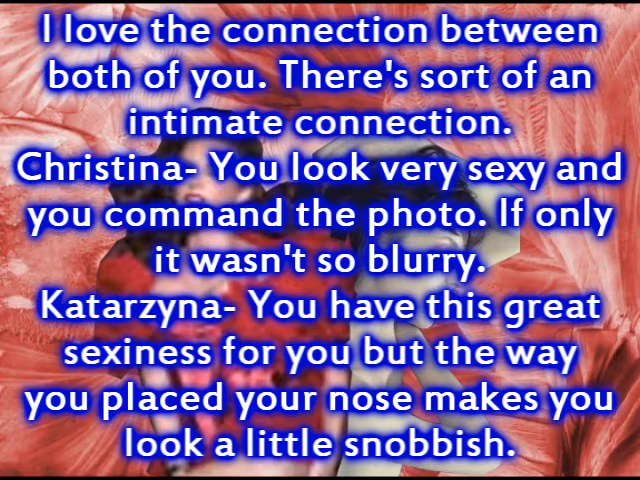 I love the connection between
both of you. There's sort of an
intimate connection.
Christina- You look very sexy and
you command the photo. If only
it wasn't so blurry.
Katarzyna- You have this great
sexiness for you but the way
you placed your nose makes you
look a little snobbish.